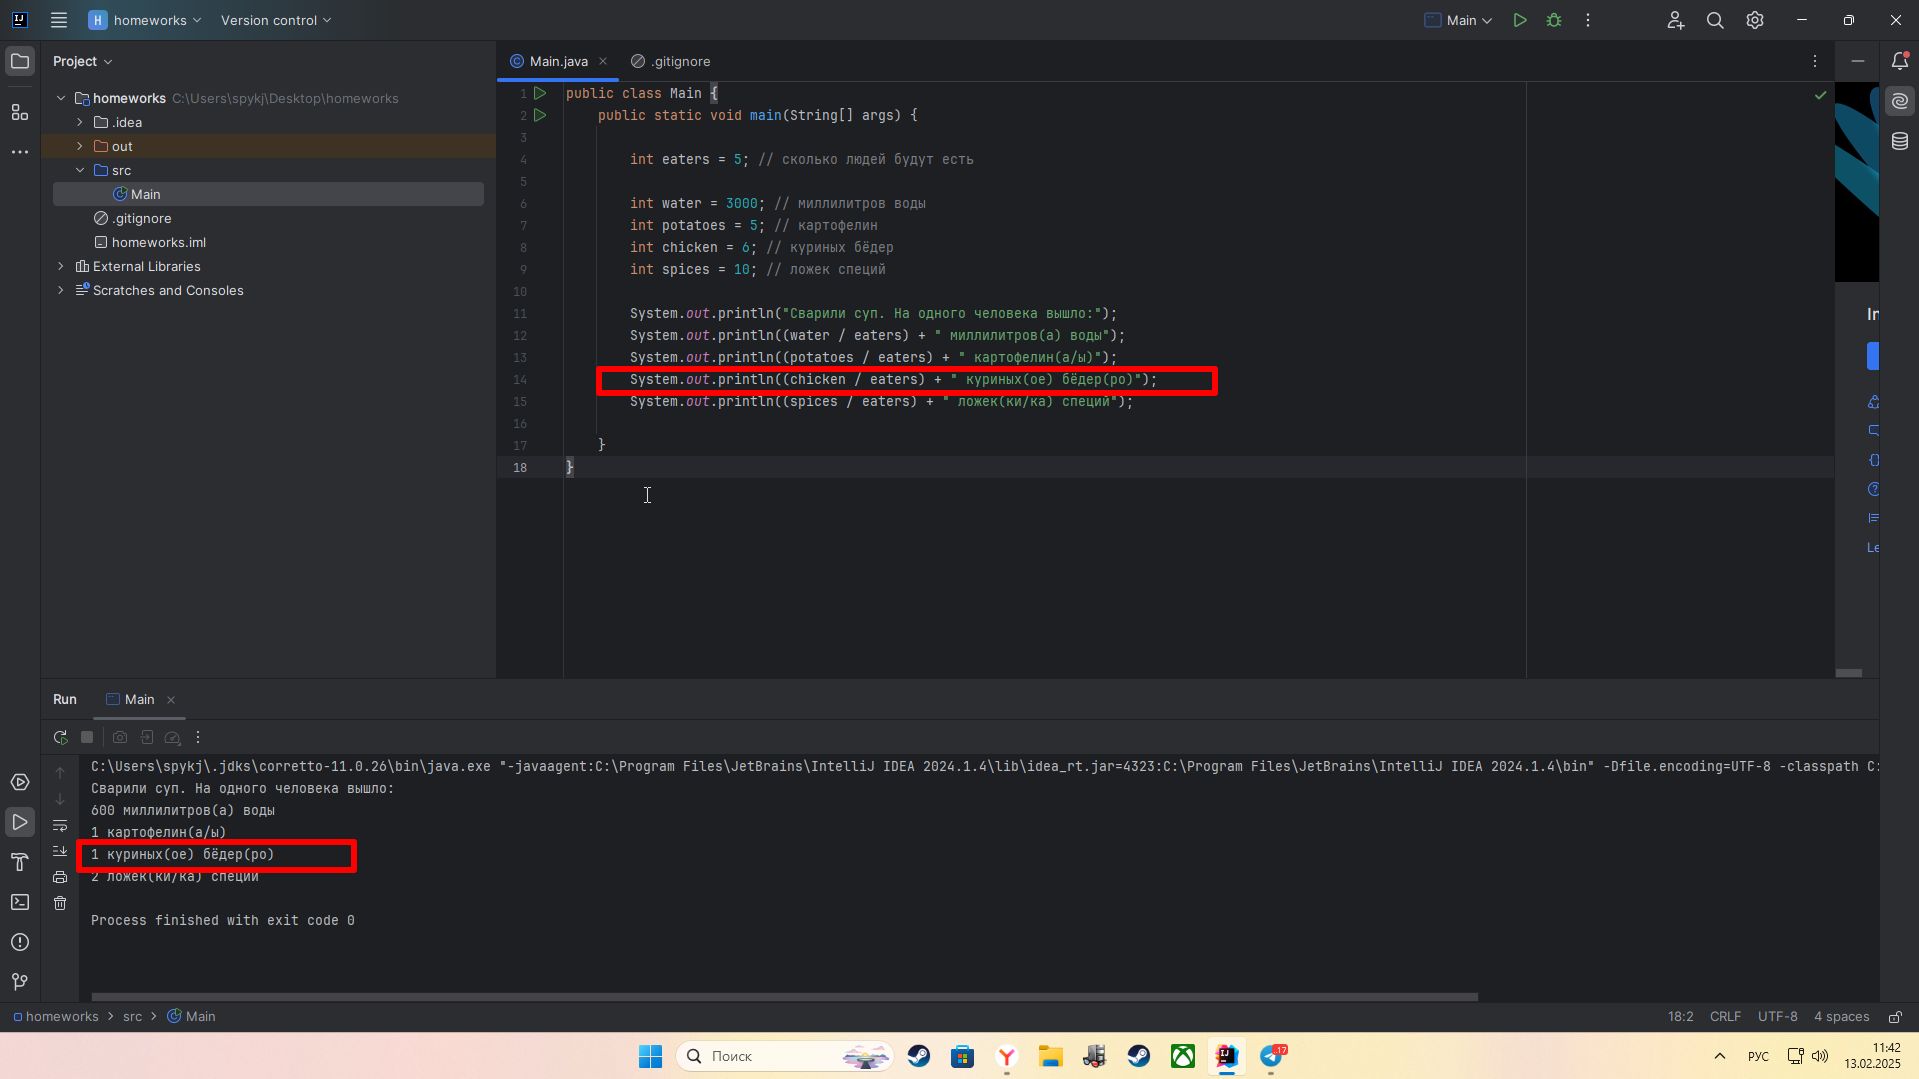 homeworks Version control Main
Project
Main.java .gitignore
homeworks C:\Users\spykj\Desktop\homeworks
.idea
out
src
Main
.gitignore
homeworks.iml
External Libraries
Scratches and Consoles
1 public class Main {
2 public static void main(String[] args) {
3
4 int eaters = 5; // сколько людей будут есть
5
6 int water = 3000; // миллилитров воды
7 int potatoes = 5; // картофелин
8 int chicken = 6; // куриных бёдер
9 int spices = 10; // ложек специй
10
11 System.out.println("Сварили суп. На одного человека вышло:");
12 System.out.println((water / eaters) + " миллилитров(а) воды");
13 System.out.println((potatoes / eaters) + " картофелин(а/ы)");
14 System.out.println((chicken / eaters) + " куриных(ое) бёдер(ро)");
15 System.out.println((spices / eaters) + " ложек(ки/ка) специй");
16
17 }
18 }
In
Le
Run Main
C:\Users\spykj\.jdks\corretto-11.0.26\bin\java.exe "-javaagent:C:\Program Files\JetBrains\IntelliJ IDEA 2024.1.4\lib\idea_rt.jar=4323:C:\Program Files\JetBrains\IntelliJ IDEA 2024.1.4\bin" -Dfile.encoding=UTF-8 -classpath C:
Сварили суп. На одного человека вышло:
600 миллилитров(а) воды
1 картофелин(а/ы)
1 куриных(ое) бёдер(ро)
2 ложек(ки/ка) специй
Process finished with exit code 0
homeworks src Main 18:2 CRLF UTF-8 4 spaces
Поиск 17 РУС 11:42
13.02.2025